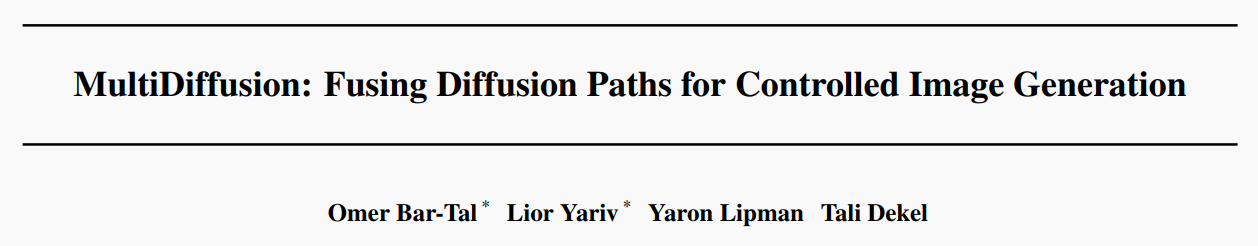 MultiDiffusion: Fusing Diffusion Paths for Controlled Image Generation
Omer Bar-Tal * Lior Yariv * Yaron Lipman Tali Dekel